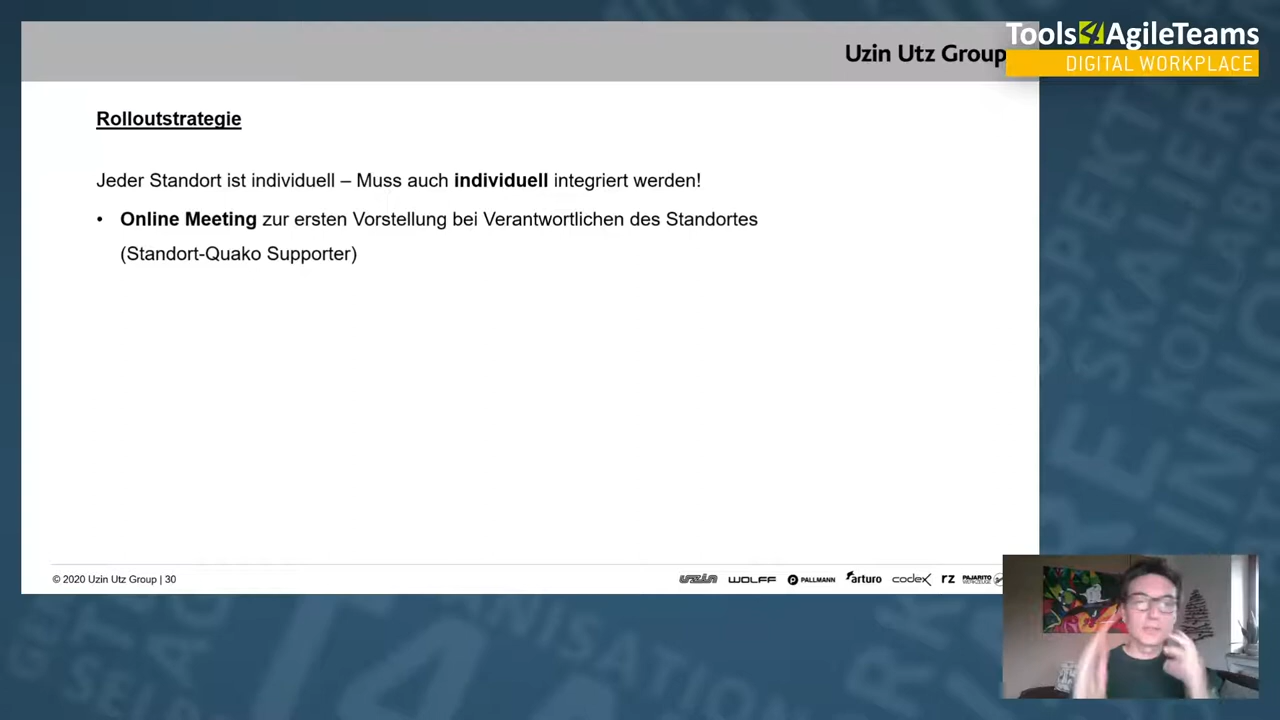 Uzin Utz Group
Tools4AgileTeams
DIGITAL WORKPLACE
Rolloutstrategie
Jeder Standort ist individuell – Muss auch individuell integriert werden!
• Online Meeting zur ersten Vorstellung bei Verantwortlichen des Standortes
(Standort-Quako Supporter)
© 2020 Uzin Utz Group | 30
UZIN WOLFF PALLMANN arturo codex rz PAJARITO